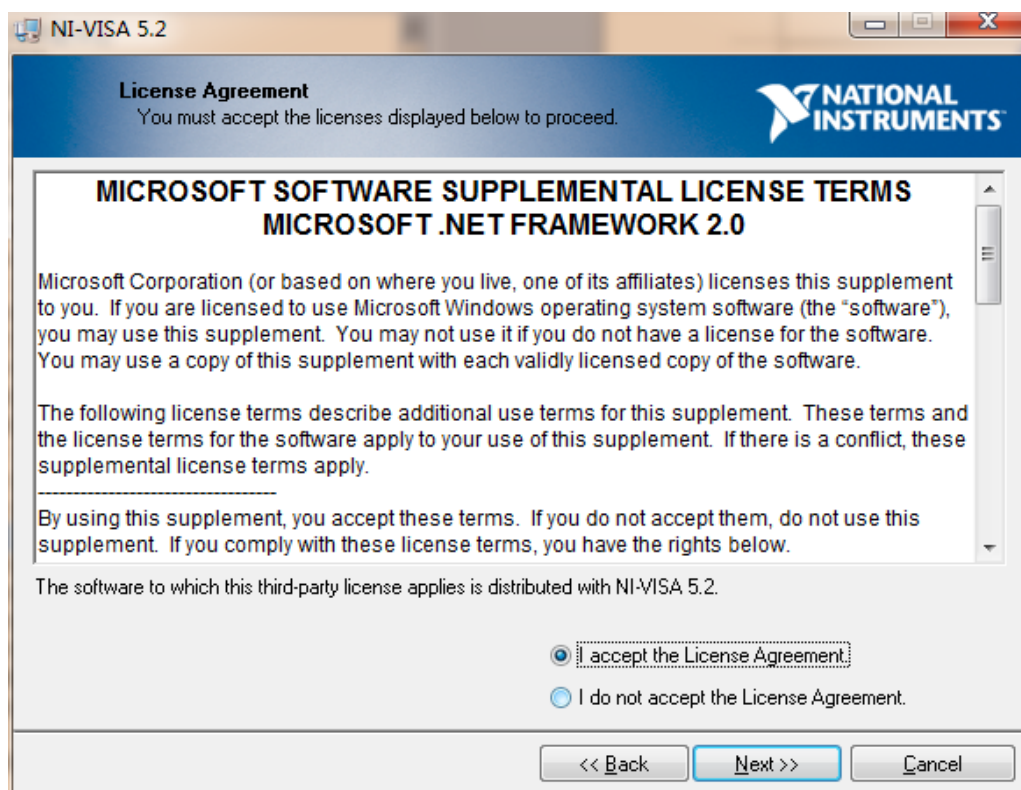 NI-VISA 5.2
License Agreement
You must accept the licenses displayed below to proceed.
NATIONAL
INSTRUMENTS
MICROSOFT SOFTWARE SUPPLEMENTAL LICENSE TERMS
MICROSOFT .NET FRAMEWORK 2.0
Microsoft Corporation (or based on where you live, one of its affiliates) licenses this supplement
to you.  If you are licensed to use Microsoft Windows operating system software (the “software”),
you may use this supplement.  You may not use it if you do not have a license for the software.
You may use a copy of this supplement with each validly licensed copy of the software.
The following license terms describe additional use terms for this supplement.  These terms and
the license terms for the software apply to your use of this supplement.  If there is a conflict, these
supplemental license terms apply.
----------------------------------
By using this supplement, you accept these terms.  If you do not accept them, do not use this
supplement.  If you comply with these license terms, you have the rights below.
The software to which this third-party license applies is distributed with NI-VISA 5.2.
I accept the License Agreement.
I do not accept the License Agreement.
<< Back
Next >>
Cancel